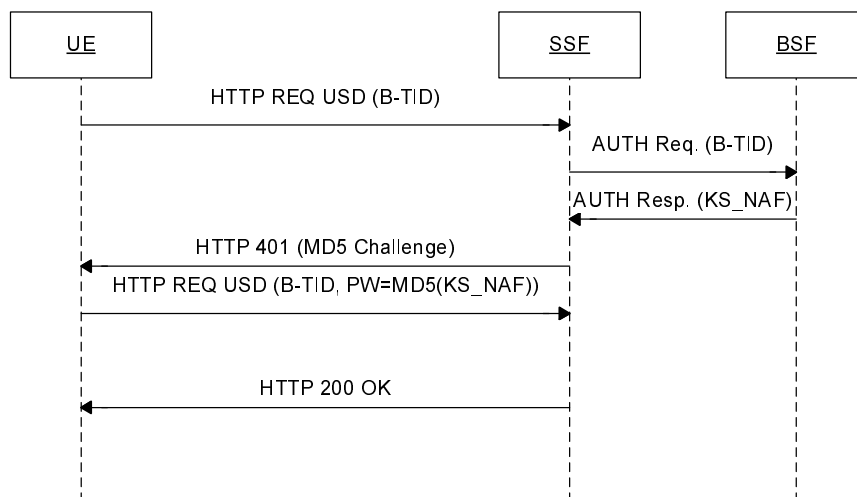 UE
SSF
BSF
HTTP REQ USD (B-TID)
AUTH Req. (B-TID)
AUTH Resp. (KS_NAF)
HTTP 401 (MD5 Challenge)
HTTP REQ USD (B-TID, PW=MD5(KS_NAF))
HTTP 200 OK